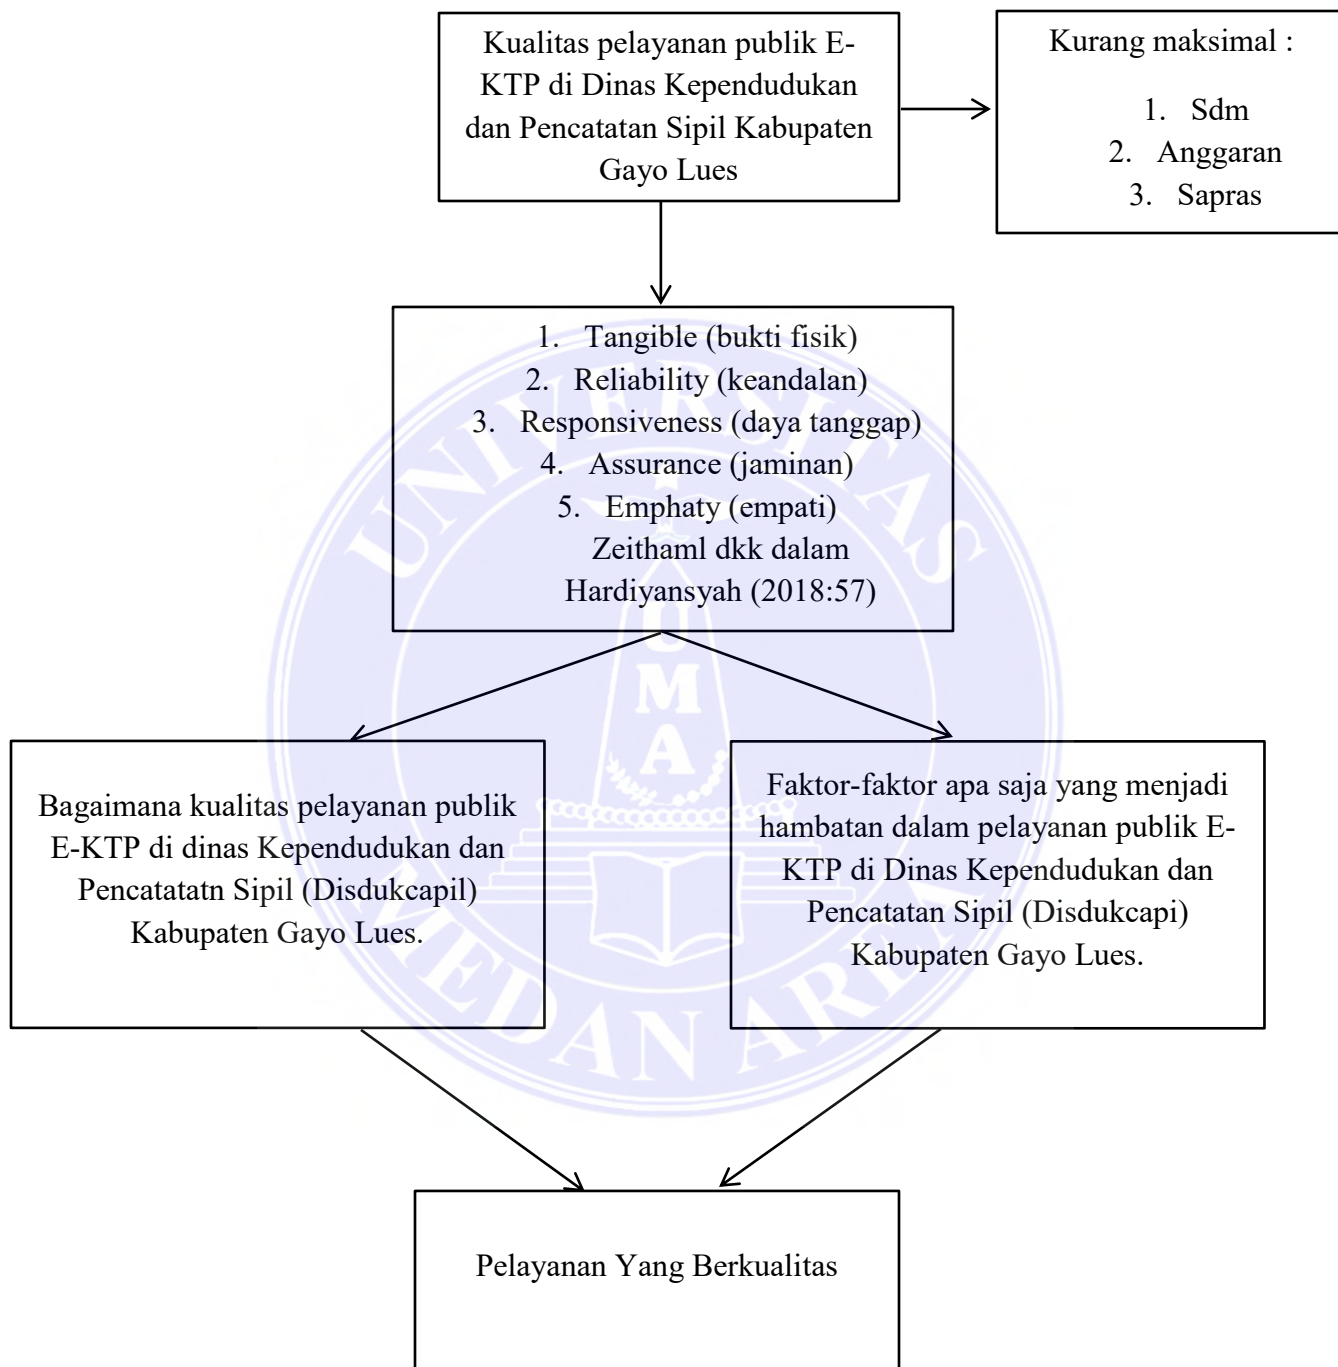 Kualitas pelayanan publik E-
KTP di Dinas Kependudukan
dan Pencatatan Sipil Kabupaten
Gayo Lues
Kurang maksimal :
1. Sdm
2. Anggaran
3. Sapras
1. Tangible (bukti fisik)
2. Reliability (keandalan)
3. Responsiveness (daya tanggap)
4. Assurance (jaminan)
5. Emphaty (empati)
Zeithaml dkk dalam
Hardiyansyah (2018:57)
Bagaimana kualitas pelayanan publik
E-KTP di dinas Kependudukan dan
Pencatatatn Sipil (Disdukcapil)
Kabupaten Gayo Lues.
Faktor-faktor apa saja yang menjadi
hambatan dalam pelayanan publik E-
KTP di Dinas Kependudukan dan
Pencatatan Sipil (Disdukcapi)
Kabupaten Gayo Lues.
Pelayanan Yang Berkualitas
UNIVERSITAS
UMA
MEDAN AREA